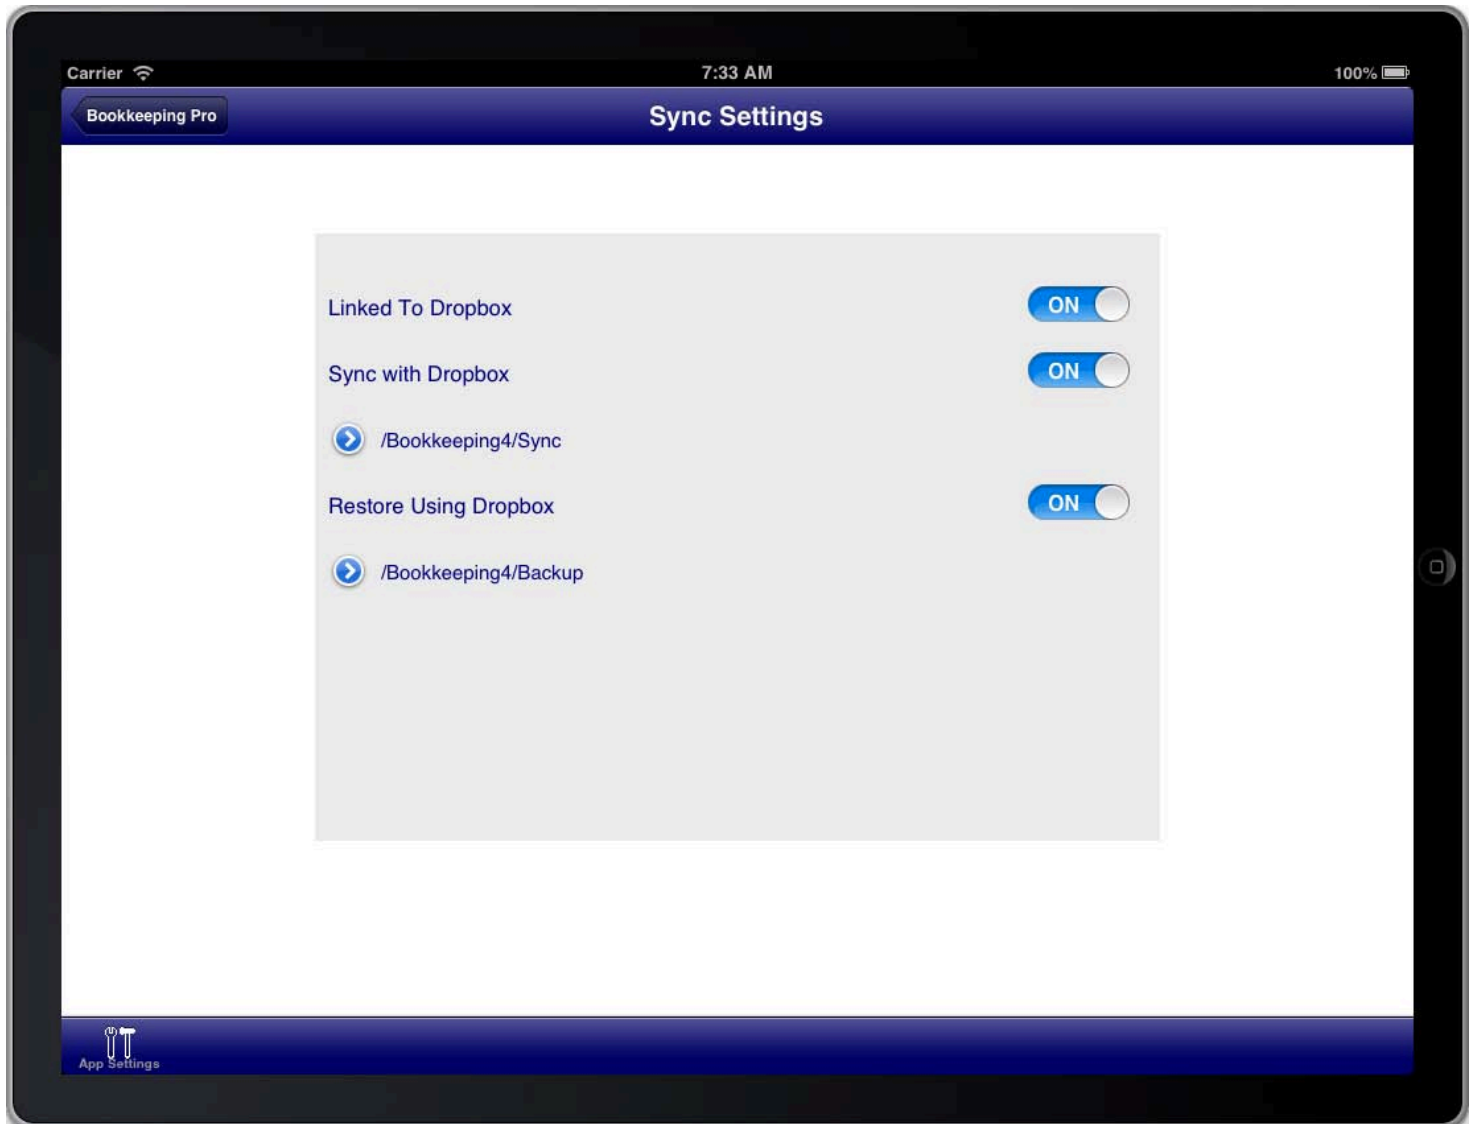 Carrier 7:33 AM 100%
Bookkeeping Pro Sync Settings
Linked To Dropbox ON
Sync with Dropbox ON
/Bookkeeping4/Sync
Restore Using Dropbox ON
/Bookkeeping4/Backup
App Settings